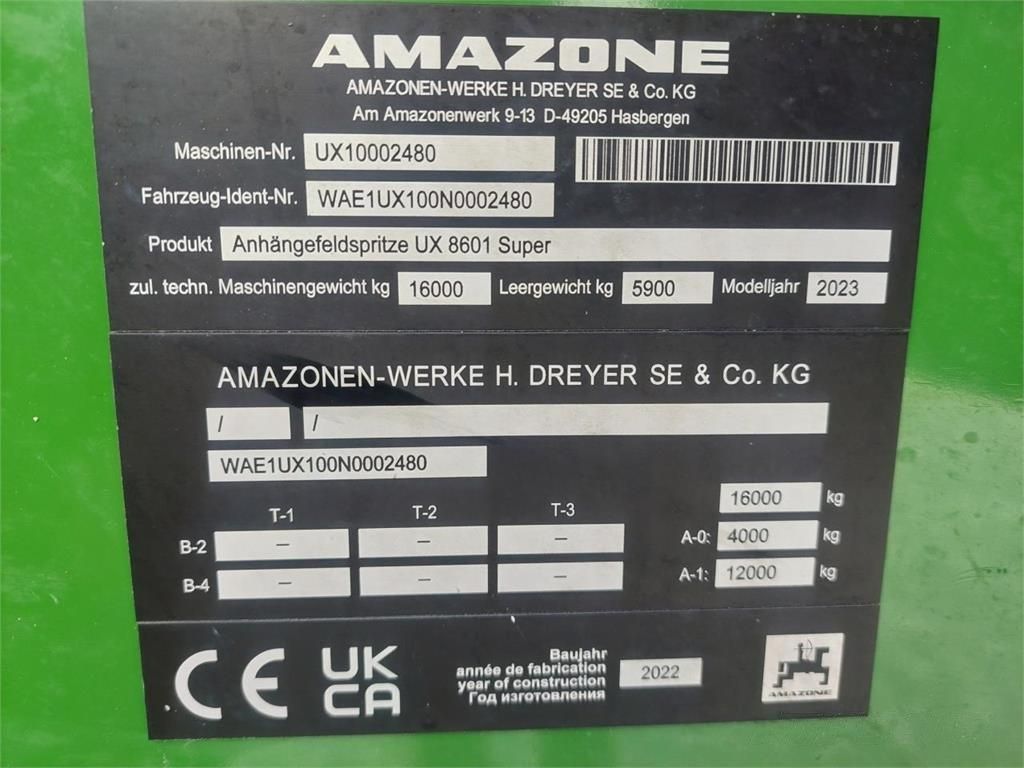 AMAZONE
AMAZONEN-WERKE H. DREYER SE & Co. KG
Am Amazonenwerk 9-13 D-49205 Hasbergen
Maschinen-Nr. UX10002480
Fahrzeug-Ident-Nr. WAE1UX100N0002480
Produkt Anhängefeldspritze UX 8601 Super
zul. techn. Maschinengewicht kg 16000 Leergewicht kg 5900 Modelljahr 2023
AMAZONEN-WERKE H. DREYER SE & Co. KG
/ /
WAE1UX100N0002480
16000 kg
T-1 T-2 T-3
B-2 – – – A-0: 4000 kg
B-4 – – – A-1: 12000 kg
CE UK
CA
Baujahr
année de fabrication
year of construction
Год изготовления
2022
AMAZONE